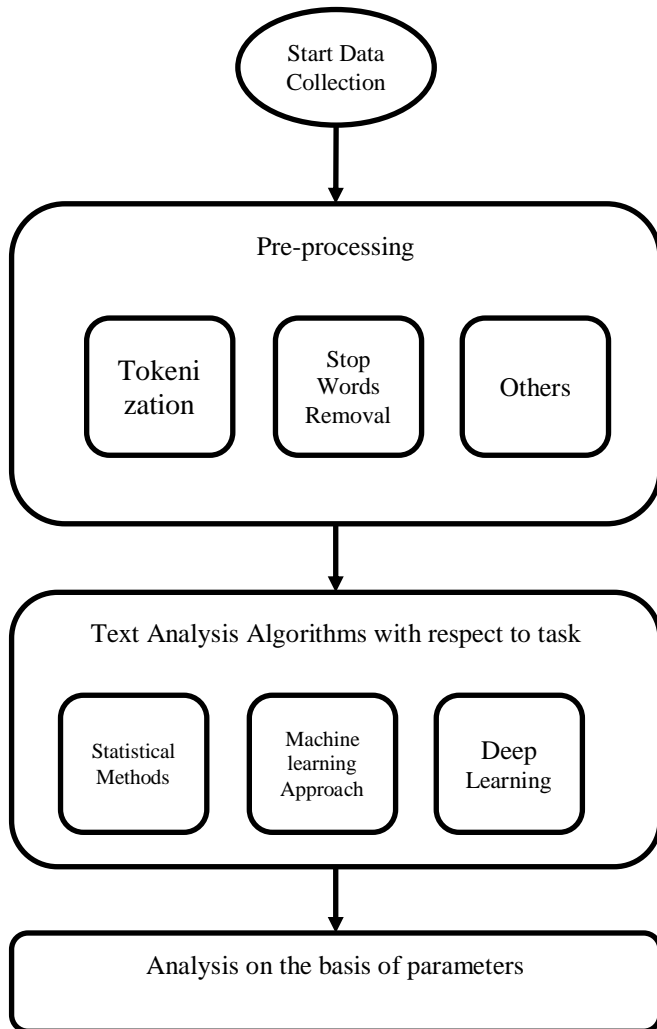 Start Data
Collection
Pre-processing
Tokeni
zation
Stop
Words
Removal
Others
Text Analysis Algorithms with respect to task
Statistical
Methods
Machine
learning
Approach
Deep
Learning
Analysis on the basis of parameters